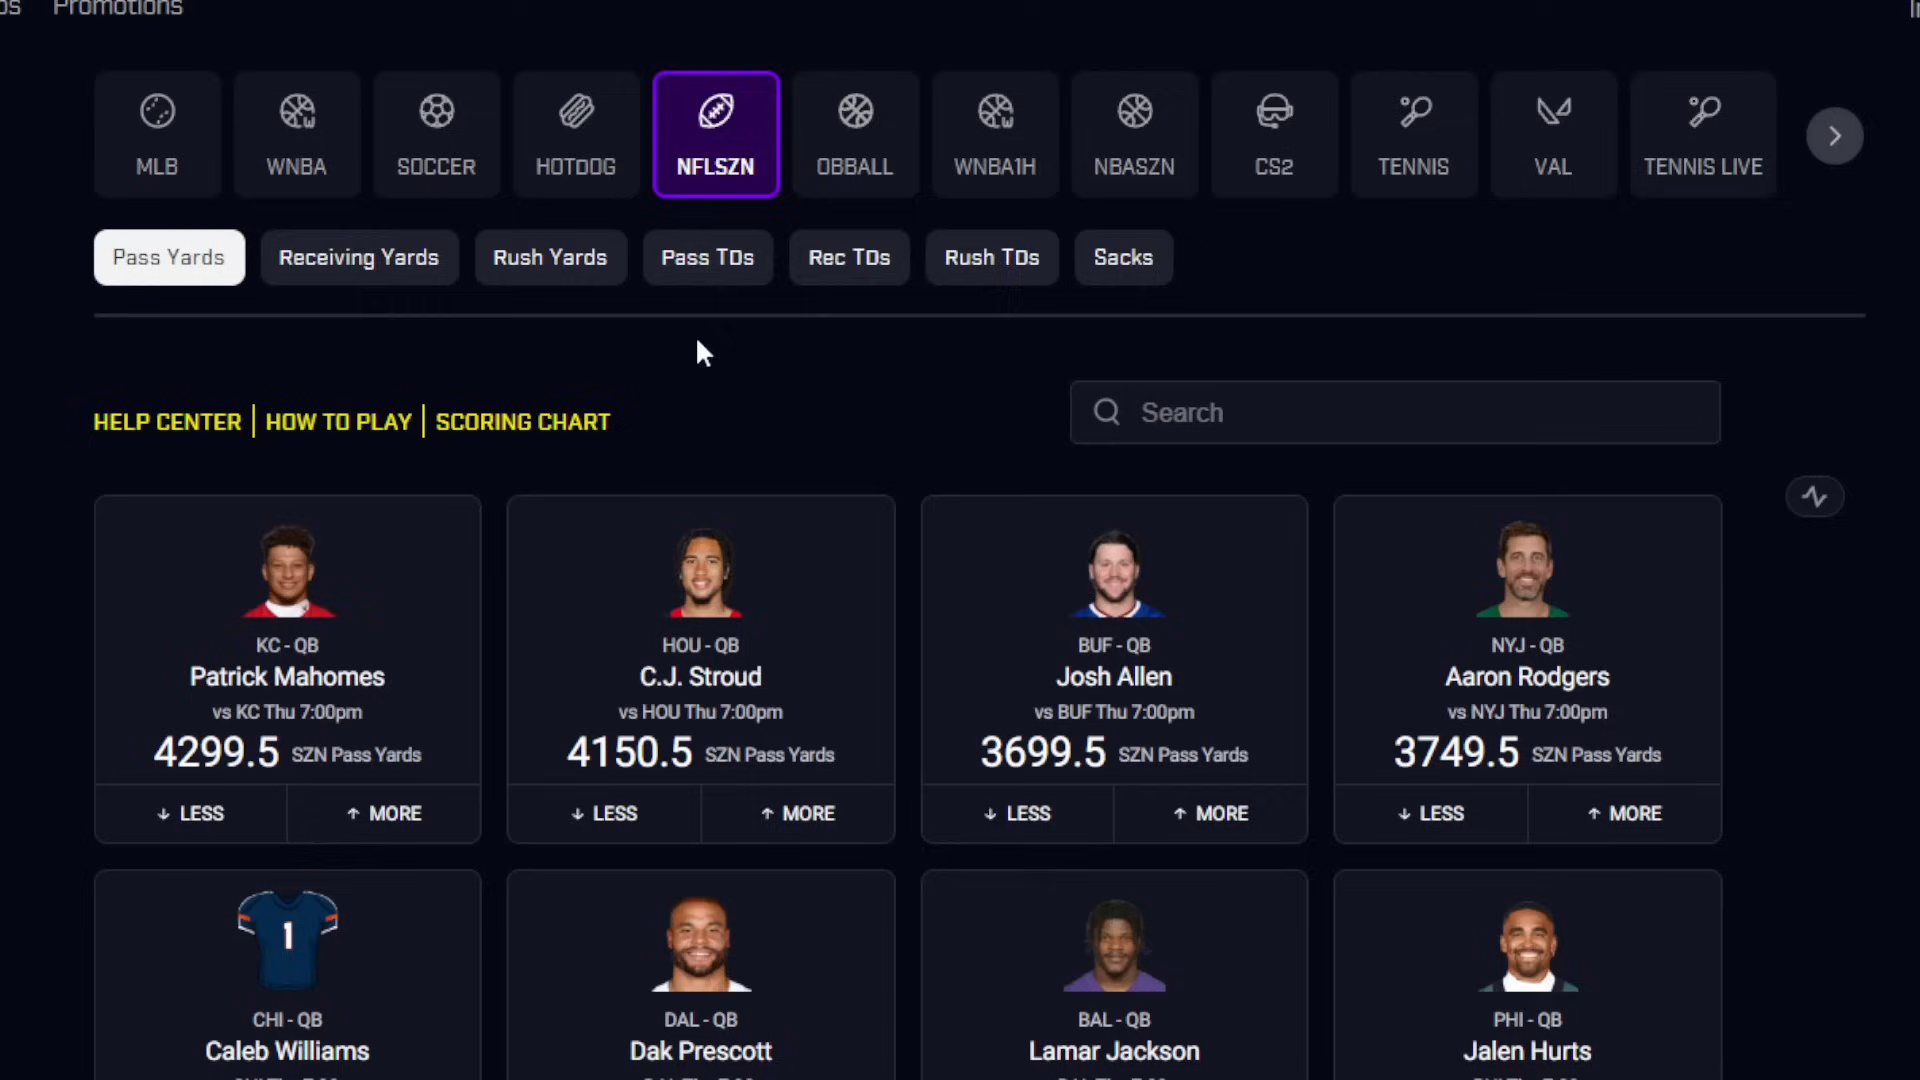 Promotions
MLB
WNBA
SOCCER
HOTDOG
NFLSZN
OBBALL
WNBA1H
NBASZN
CS2
TENNIS
VAL
TENNIS LIVE
Pass Yards
Receiving Yards
Rush Yards
Pass TDs
Rec TDs
Rush TDs
Sacks
HELP CENTER
HOW TO PLAY
SCORING CHART
Search
KC - QB
Patrick Mahomes
vs KC Thu 7:00pm
4299.5 SZN Pass Yards
↓ LESS
↑ MORE
HOU - QB
C.J. Stroud
vs HOU Thu 7:00pm
4150.5 SZN Pass Yards
↓ LESS
↑ MORE
BUF - QB
Josh Allen
vs BUF Thu 7:00pm
3699.5 SZN Pass Yards
↓ LESS
↑ MORE
NYJ - QB
Aaron Rodgers
vs NYJ Thu 7:00pm
3749.5 SZN Pass Yards
↓ LESS
↑ MORE
1
CHI - QB
Caleb Williams
DAL - QB
Dak Prescott
BAL - QB
Lamar Jackson
PHI - QB
Jalen Hurts